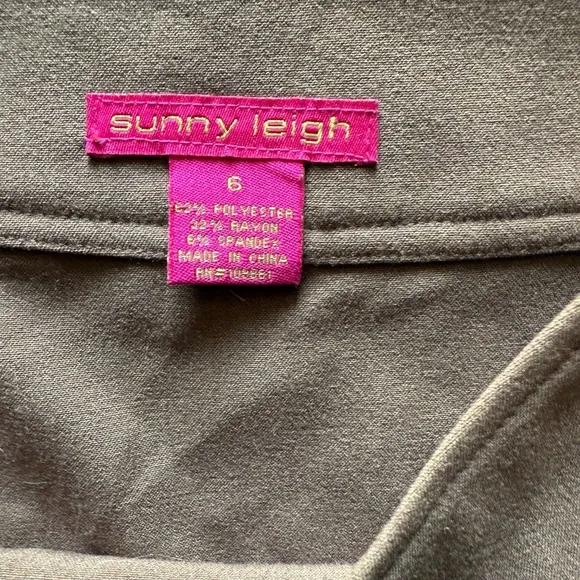 sunny leigh
6
62% POLYESTER
32% RAYON
6% SPANDEX
MADE IN CHINA